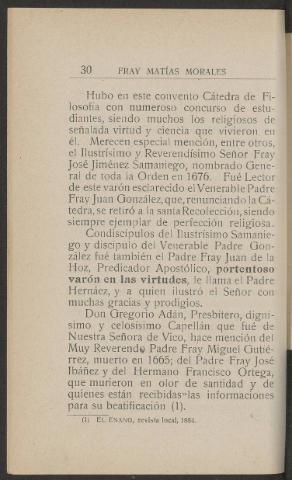 30 FRAY MATÍAS MORALES
Hubo en este convento Cátedra de Fi-
losofía con numeroso concurso de estu-
diantes, siendo muchos los religiosos de
señalada virtud y ciencia que vivieron en
él. Merecen especial mención, entre otros,
el Ilustrísimo y Reverendísimo Señor Fray
José Jiménez Samaniego, nombrado Gene-
ral de toda la Orden en 1676. Fué Lector
de este varón esclarecido el Venerable Padre
Fray Juan González, que, renunciando la Cá-
tedra, se retiró a la santa Recolección, siendo
siempre ejemplar de perfección religiosa.
Condiscípulos del Ilustrísimo Samanie-
go y discípulo del Venerable Padre Gon-
zález fué también el Padre Fray Juan de la
Hoz, Predicador Apostólico, portentoso
varón en las virtudes, le llama el Padre
Hernáez, y a quien ilustró el Señor con
muchas gracias y prodigios.
Don Gregorio Adán, Presbítero, digní-
simo y celosísimo Capellán que fué de
Nuestra Señora de Vico, hace mención del
Muy Reverendo Padre Fray Miguel Gutié-
rrez, muerto en 1665; del Padre Fray José
Ibáñez y del Hermano Francisco Ortega,
que murieron en olor de santidad y de
quienes están recibidas las informaciones
para su beatificación (1).
(1) EL ENANO, revista local, 1884.